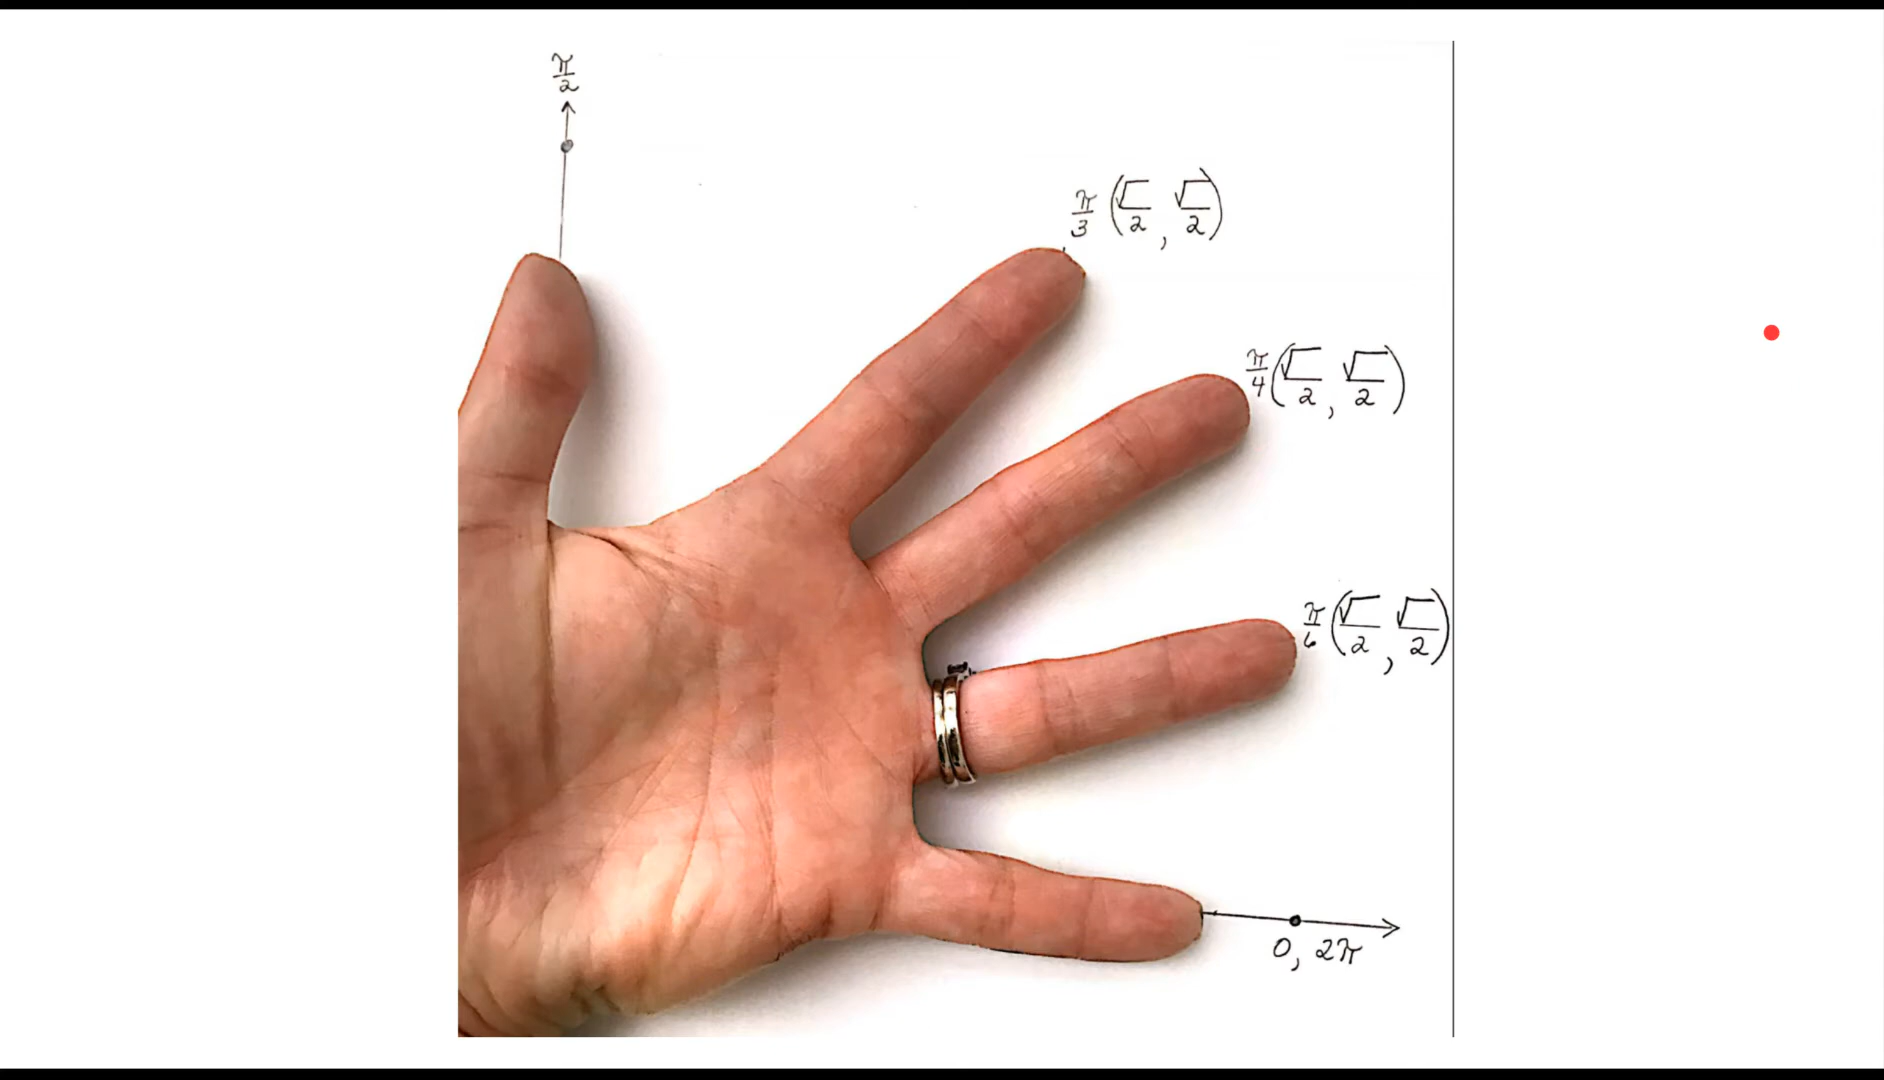 π/2
π/3 (√ /2, √ /2)
π/4 (√ /2, √ /2)
π/6 (√ /2, √ /2)
0, 2π